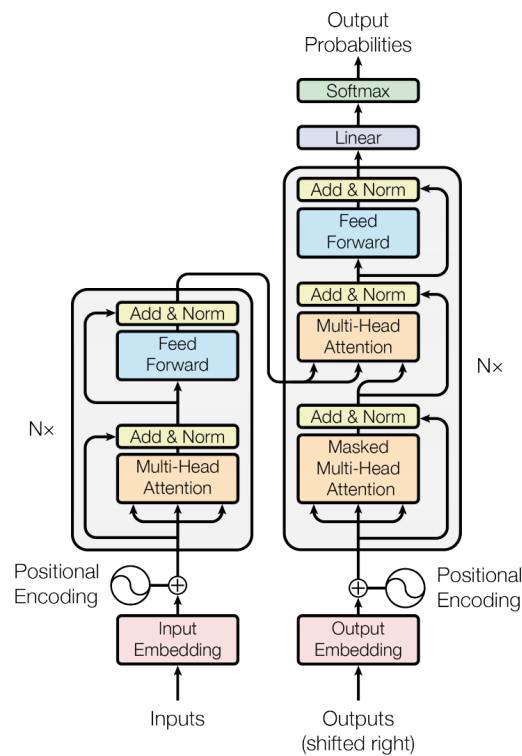 Output
Probabilities
Softmax
Linear
Add & Norm
Feed
Forward
Add & Norm
Multi-Head
Attention
Add & Norm
Masked
Multi-Head
Attention
N×
Add & Norm
Feed
Forward
Add & Norm
Multi-Head
Attention
N×
Positional
Encoding
Positional
Encoding
Input
Embedding
Output
Embedding
Inputs
Outputs
(shifted right)